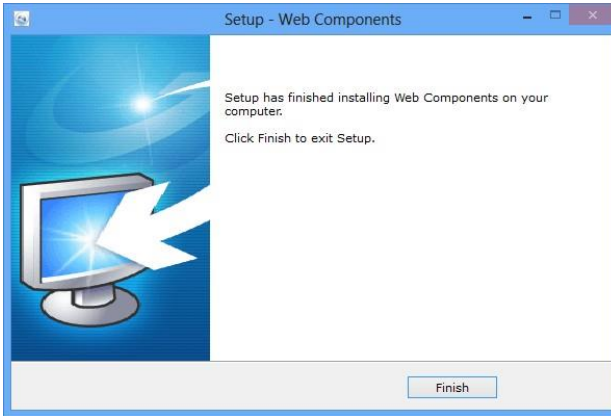 Setup - Web Components
Setup has finished installing Web Components on your
computer.
Click Finish to exit Setup.
Finish